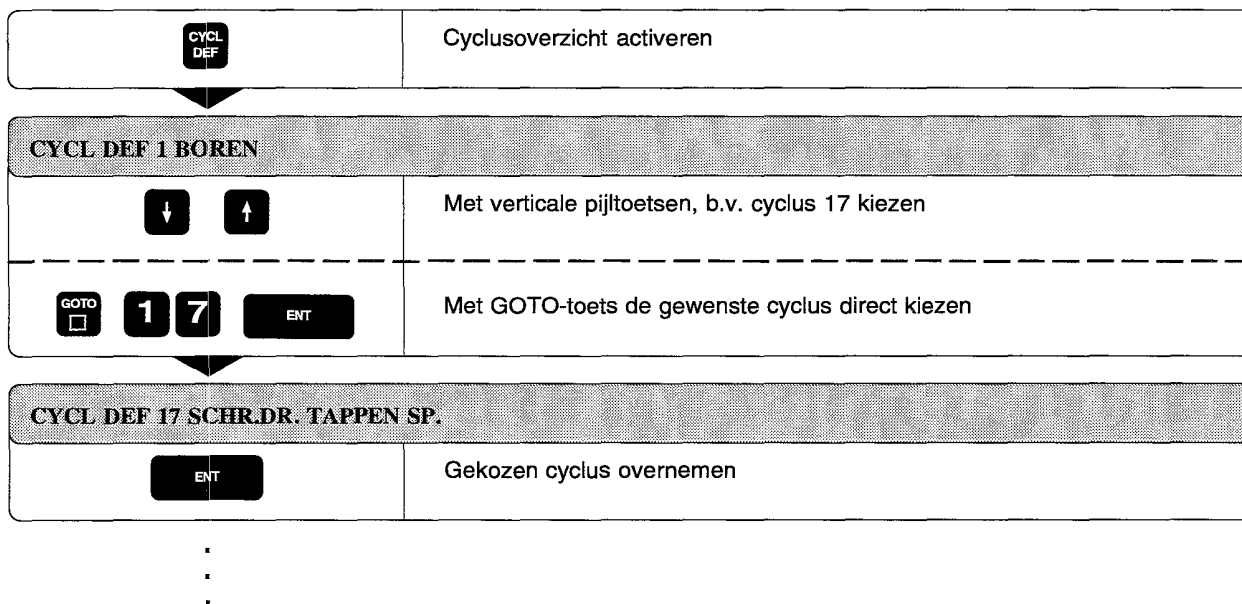 CYCL
DEF
Cyclusoverzicht activeren
CYCL DEF 1 BOREN
Met verticale pijltoetsen, b.v. cyclus 17 kiezen
GOTO
1 7
ENT
Met GOTO-toets de gewenste cyclus direct kiezen
CYCL DEF 17 SCHR.DR. TAPPEN SP.
ENT
Gekozen cyclus overnemen